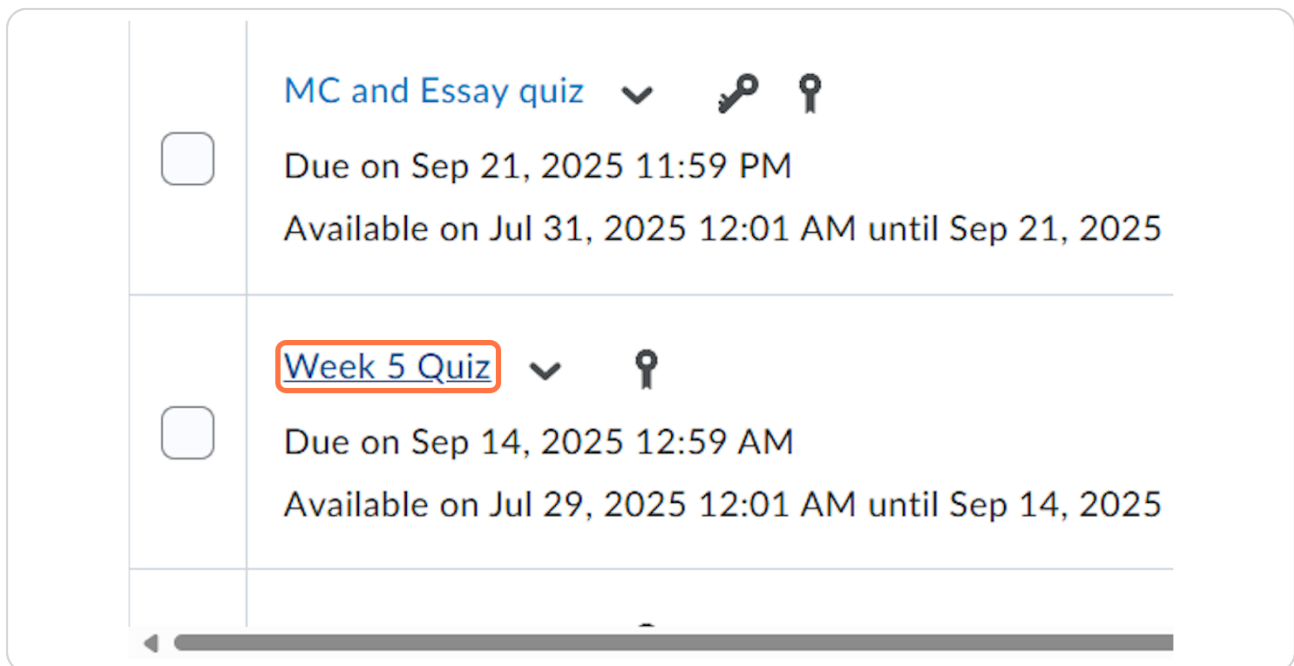 MC and Essay quiz
Due on Sep 21, 2025 11:59 PM
Available on Jul 31, 2025 12:01 AM until Sep 21, 2025
Week 5 Quiz
Due on Sep 14, 2025 12:59 AM
Available on Jul 29, 2025 12:01 AM until Sep 14, 2025